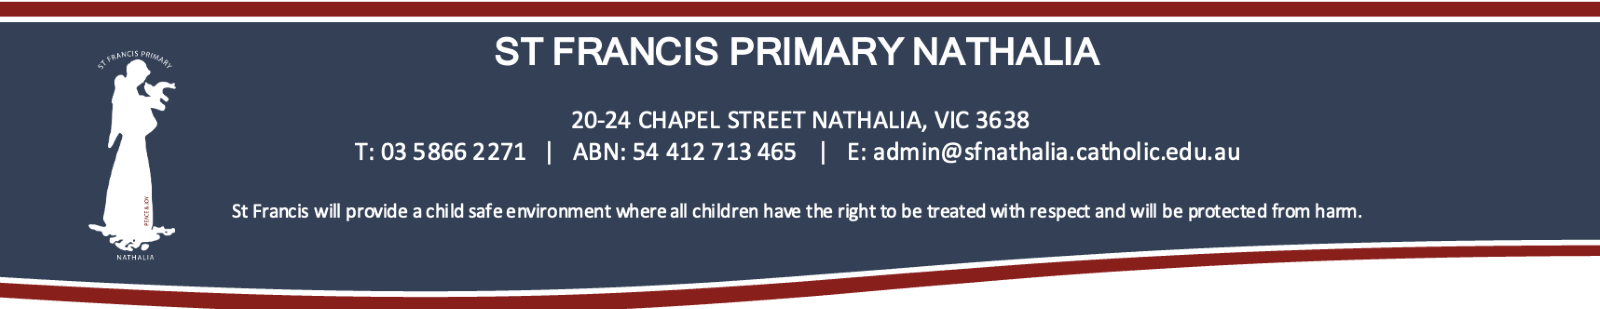 ST FRANCIS PRIMARY NATHALIA
ST FRANCIS PRIMARY
PEACE & JOY
NATHALIA
20-24 CHAPEL STREET NATHALIA, VIC 3638
T: 03 5866 2271 | ABN: 54 412 713 465 | E: admin@sfnathalia.catholic.edu.au
St Francis will provide a child safe environment where all children have the right to be treated with respect and will be protected from harm.